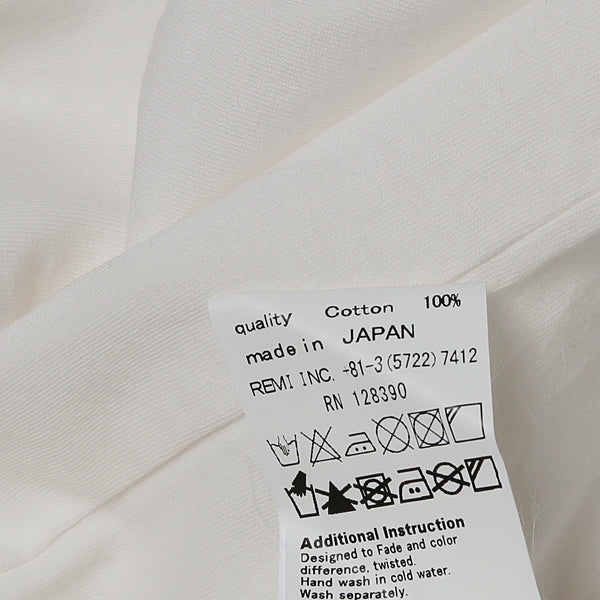 quality Cotton 100%
made in JAPAN
REMI INC. +81-3(5722)7412
RN 128390
Additional Instruction
Designed to Fade and color
difference, twisted.
Hand wash in cold water.
Wash separately.